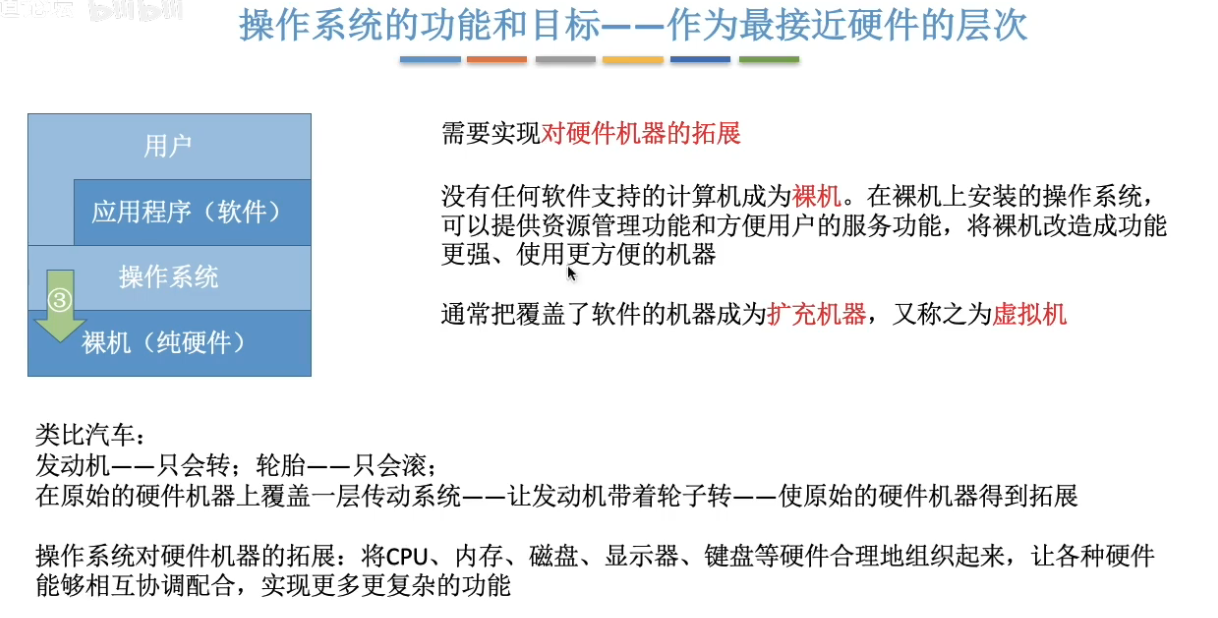 操作系统的功能和目标——作为最接近硬件的层次
用户
应用程序（软件）
操作系统
③
裸机（纯硬件）
需要实现对硬件机器的拓展
没有任何软件支持的计算机成为裸机。在裸机上安装的操作系统，
可以提供资源管理功能和方便用户的服务功能，将裸机改造成功能
更强、使用更方便的机器
通常把覆盖了软件的机器成为扩充机器，又称之为虚拟机
类比汽车：
发动机——只会转；轮胎——只会滚；
在原始的硬件机器上覆盖一层传动系统——让发动机带着轮子转——使原始的硬件机器得到拓展
操作系统对硬件机器的拓展：将CPU、内存、磁盘、显示器、键盘等硬件合理地组织起来，让各种硬件
能够相互协调配合，实现更多更复杂的功能